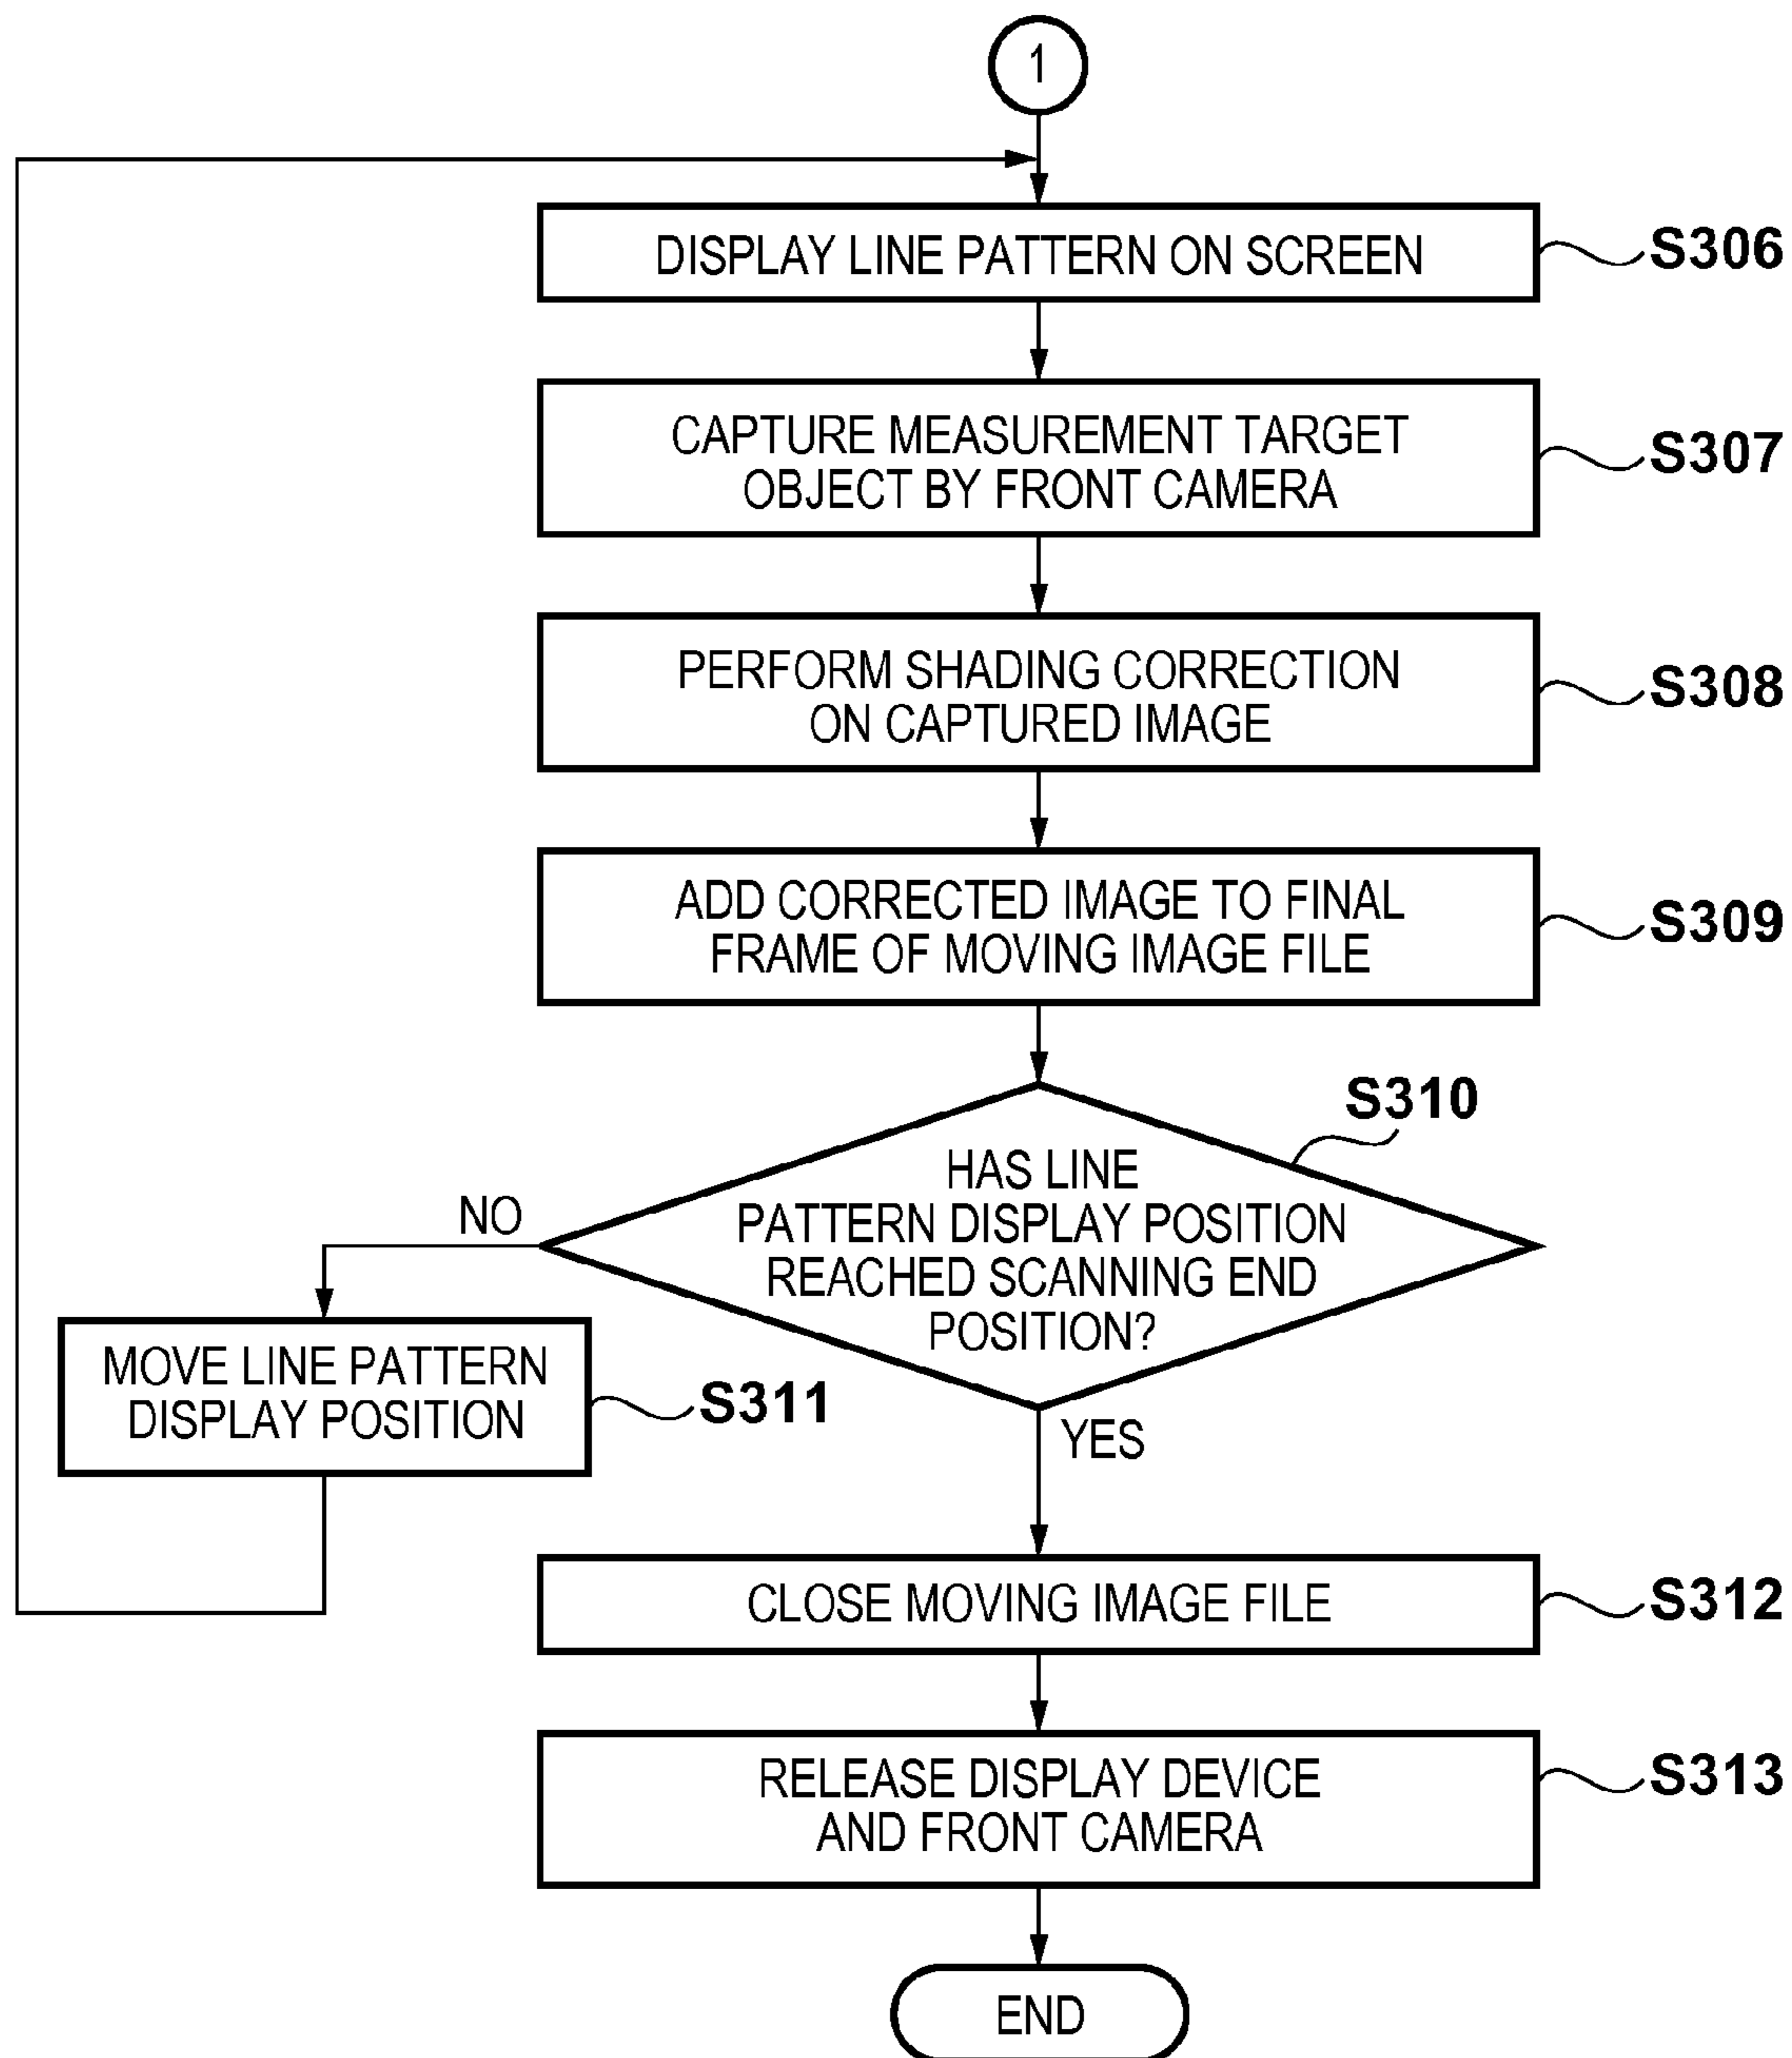 1
DISPLAY LINE PATTERN ON SCREEN
S306
CAPTURE MEASUREMENT TARGET
OBJECT BY FRONT CAMERA
S307
PERFORM SHADING CORRECTION
ON CAPTURED IMAGE
S308
ADD CORRECTED IMAGE TO FINAL
FRAME OF MOVING IMAGE FILE
S309
S310
HAS LINE
PATTERN DISPLAY POSITION
REACHED SCANNING END
POSITION?
NO
MOVE LINE PATTERN
DISPLAY POSITION
S311
YES
CLOSE MOVING IMAGE FILE
S312
RELEASE DISPLAY DEVICE
AND FRONT CAMERA
S313
END